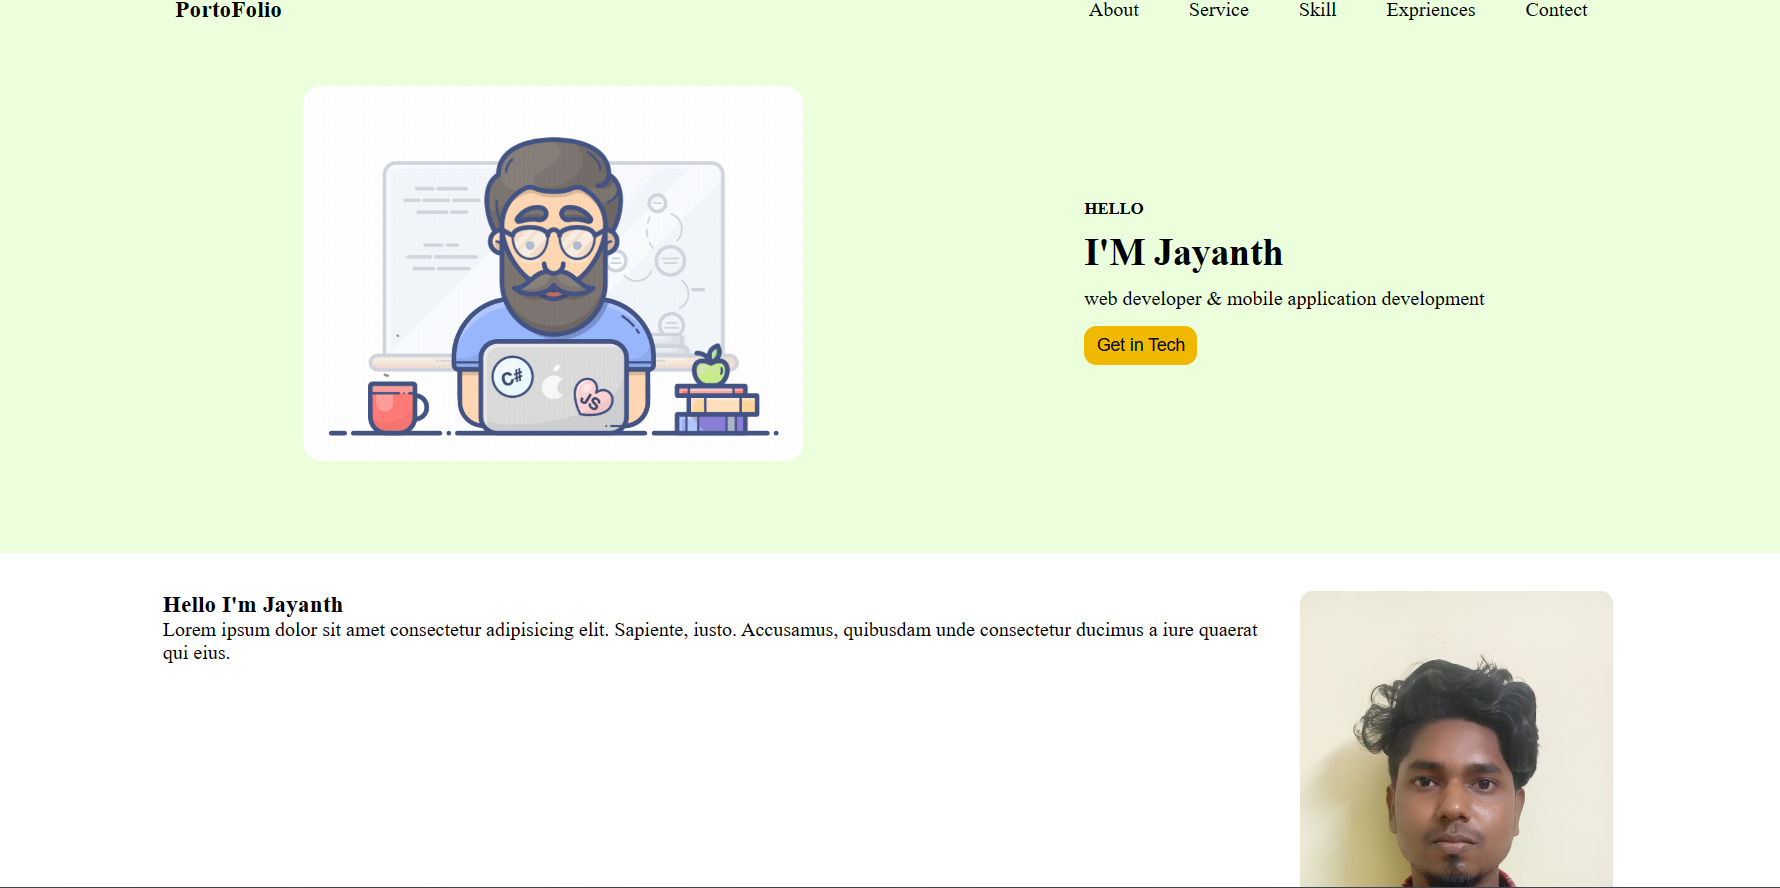 PortoFolio
About Service Skill Expriences Contect
HELLO
I'M Jayanth
web developer & mobile application development
Get in Tech
C#
JS
Hello I'm Jayanth
Lorem ipsum dolor sit amet consectetur adipisicing elit. Sapiente, iusto. Accusamus, quibusdam unde consectetur ducimus a iure quaerat
qui eius.